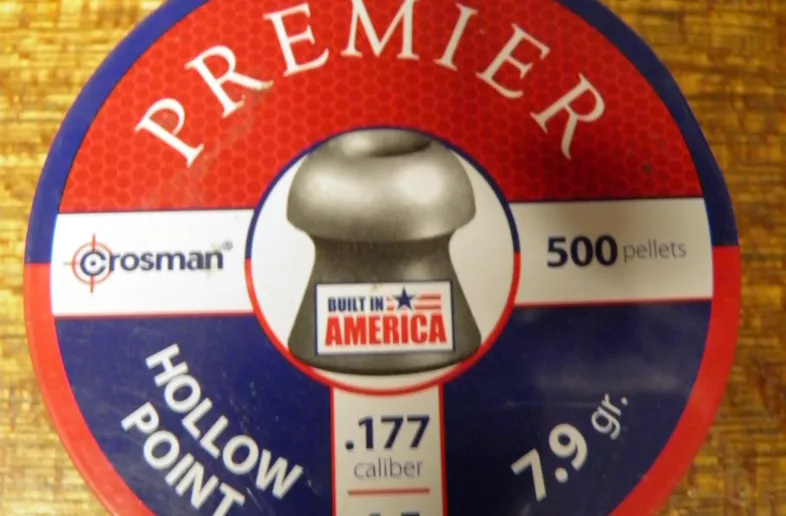 PREMIER
crosman®
500 pellets
BUILT IN
AMERICA
HOLLOW
POINT
.177
caliber
7.9 gr.